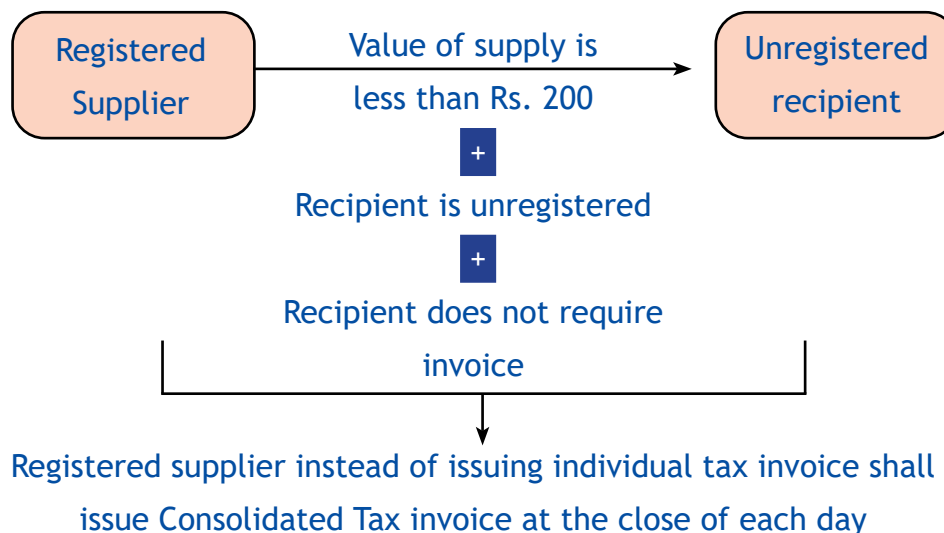 Registered
Supplier
Value of supply is
less than Rs. 200
Unregistered
recipient
+
Recipient is unregistered
+
Recipient does not require
invoice
Registered supplier instead of issuing individual tax invoice shall
issue Consolidated Tax invoice at the close of each day